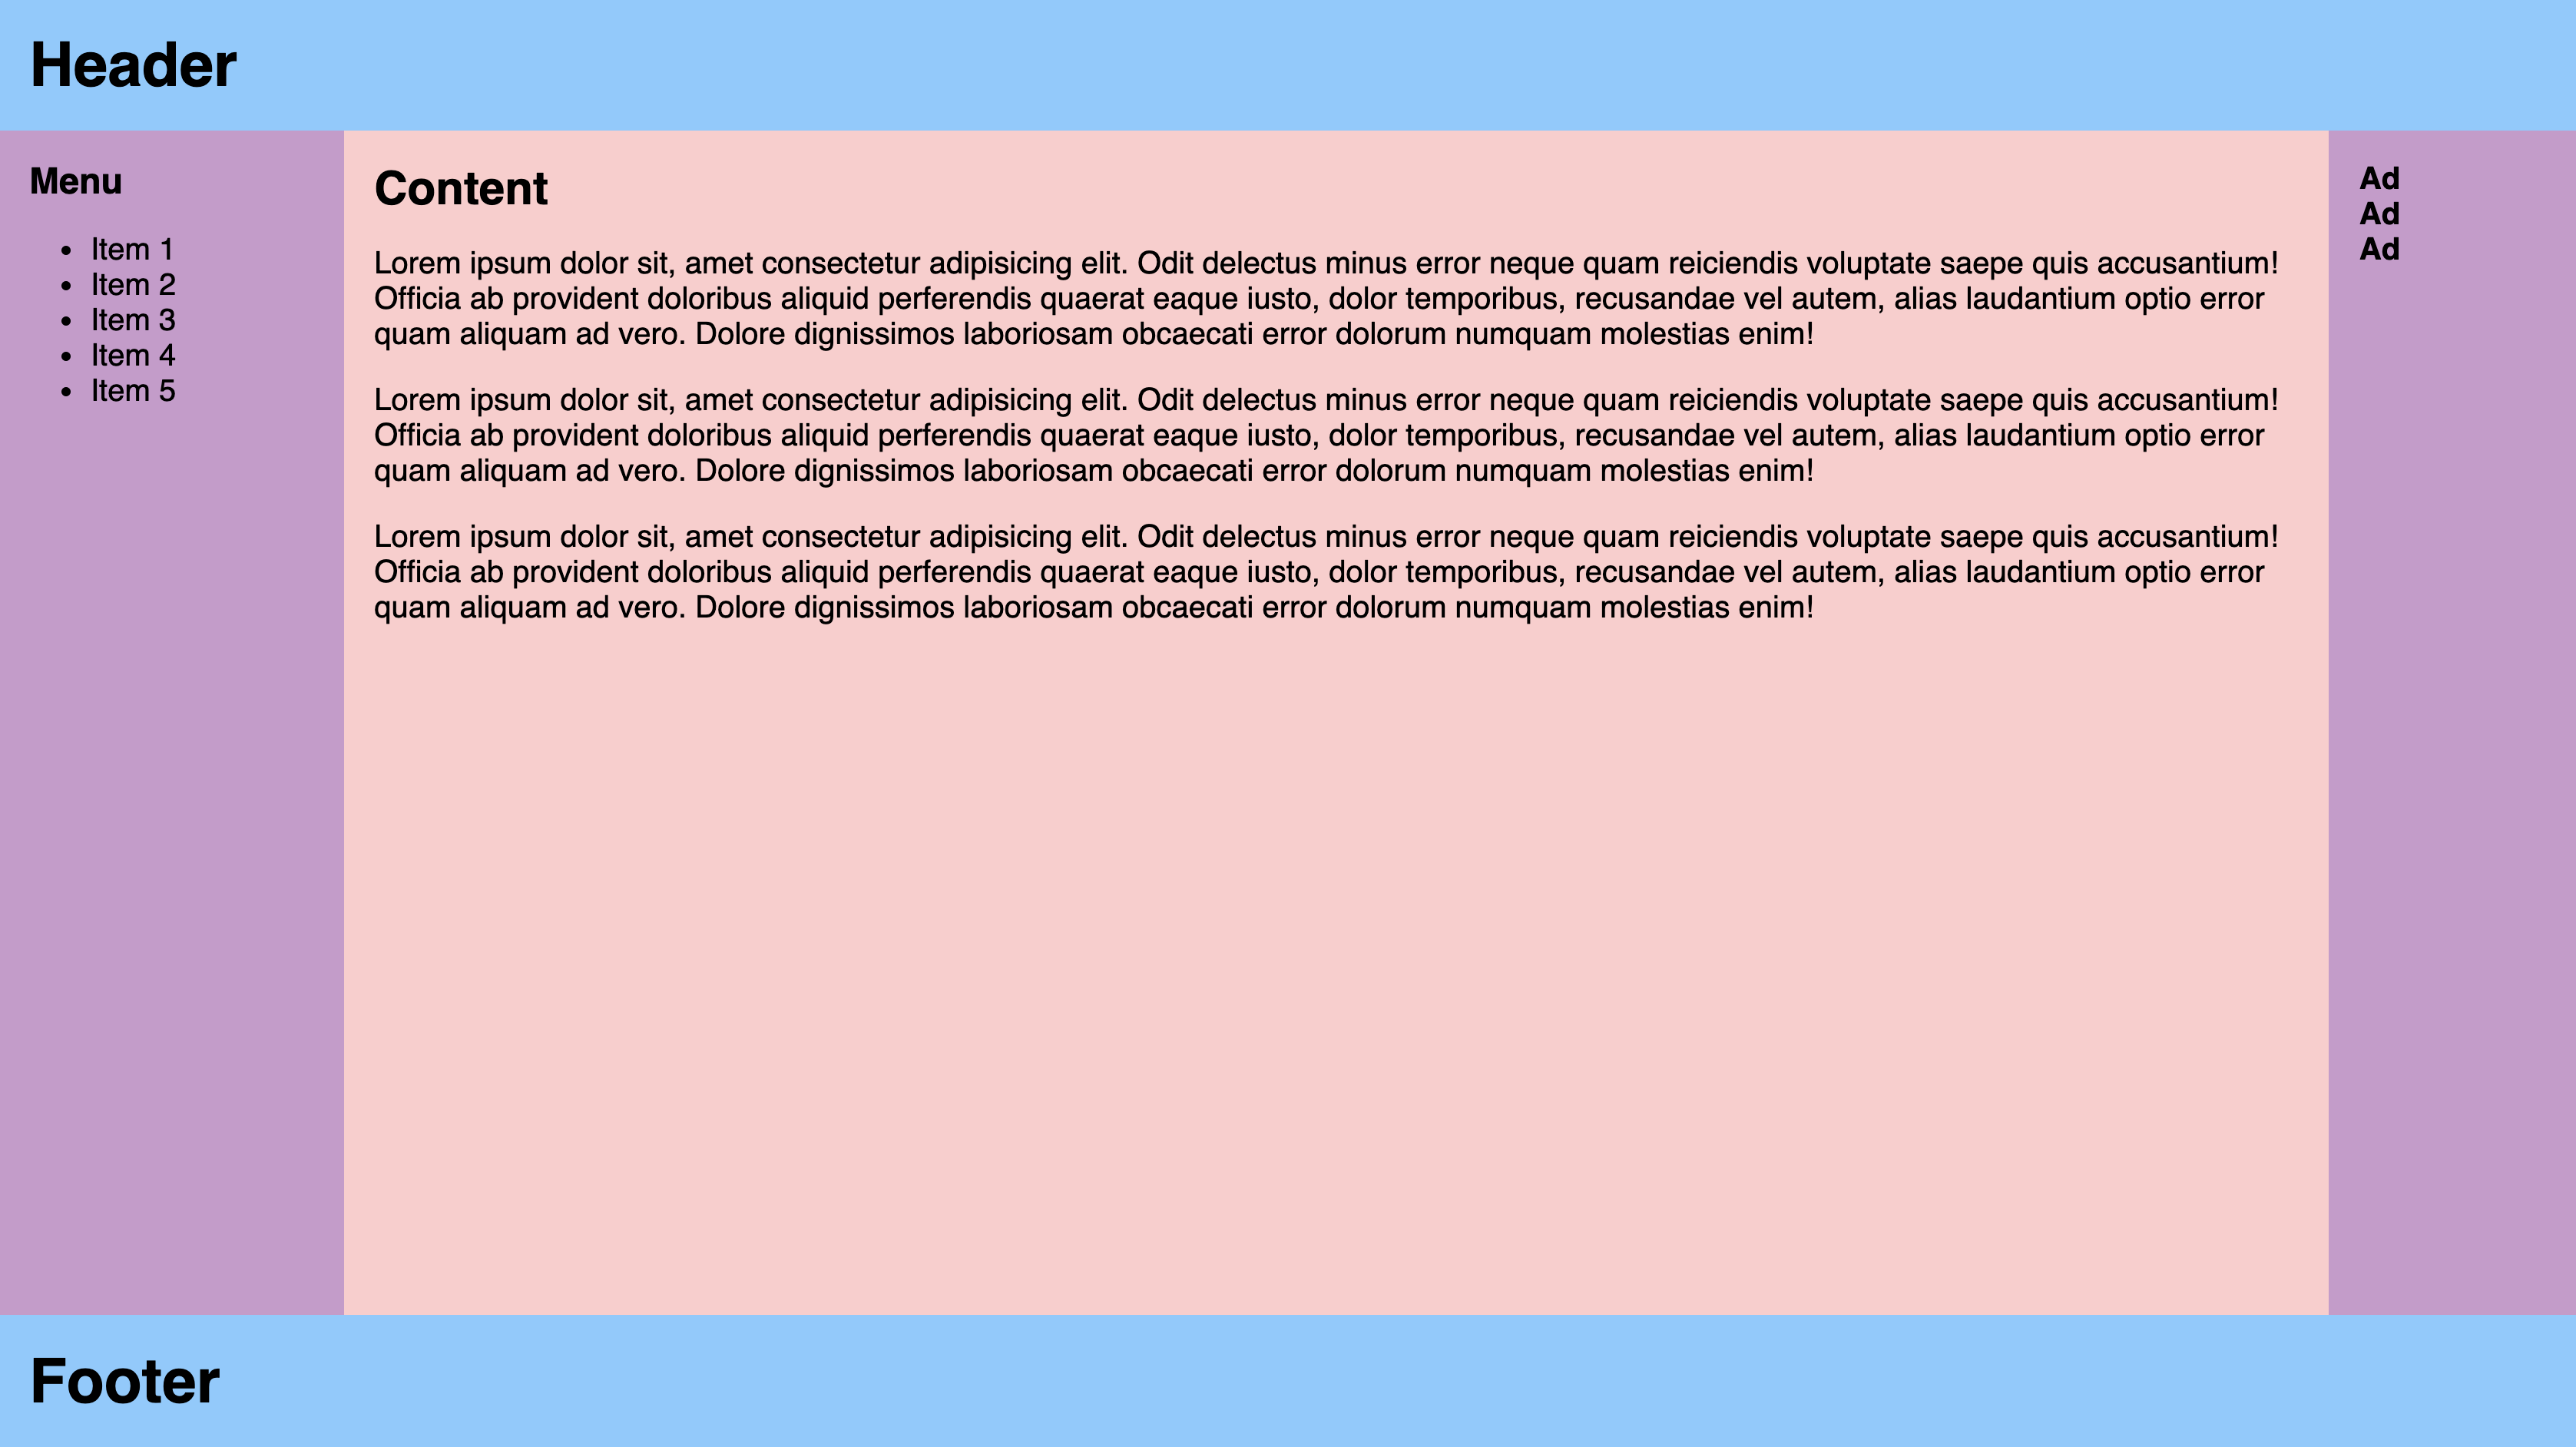 Header
Menu
• Item 1
• Item 2
• Item 3
• Item 4
• Item 5
Content
Lorem ipsum dolor sit, amet consectetur adipisicing elit. Odit delectus minus error neque quam reiciendis voluptate saepe quis accusantium!
Officia ab provident doloribus aliquid perferendis quaerat eaque iusto, dolor temporibus, recusandae vel autem, alias laudantium optio error
quam aliquam ad vero. Dolore dignissimos laboriosam obcaecati error dolorum numquam molestias enim!
Lorem ipsum dolor sit, amet consectetur adipisicing elit. Odit delectus minus error neque quam reiciendis voluptate saepe quis accusantium!
Officia ab provident doloribus aliquid perferendis quaerat eaque iusto, dolor temporibus, recusandae vel autem, alias laudantium optio error
quam aliquam ad vero. Dolore dignissimos laboriosam obcaecati error dolorum numquam molestias enim!
Lorem ipsum dolor sit, amet consectetur adipisicing elit. Odit delectus minus error neque quam reiciendis voluptate saepe quis accusantium!
Officia ab provident doloribus aliquid perferendis quaerat eaque iusto, dolor temporibus, recusandae vel autem, alias laudantium optio error
quam aliquam ad vero. Dolore dignissimos laboriosam obcaecati error dolorum numquam molestias enim!
Ad
Ad
Ad
Footer